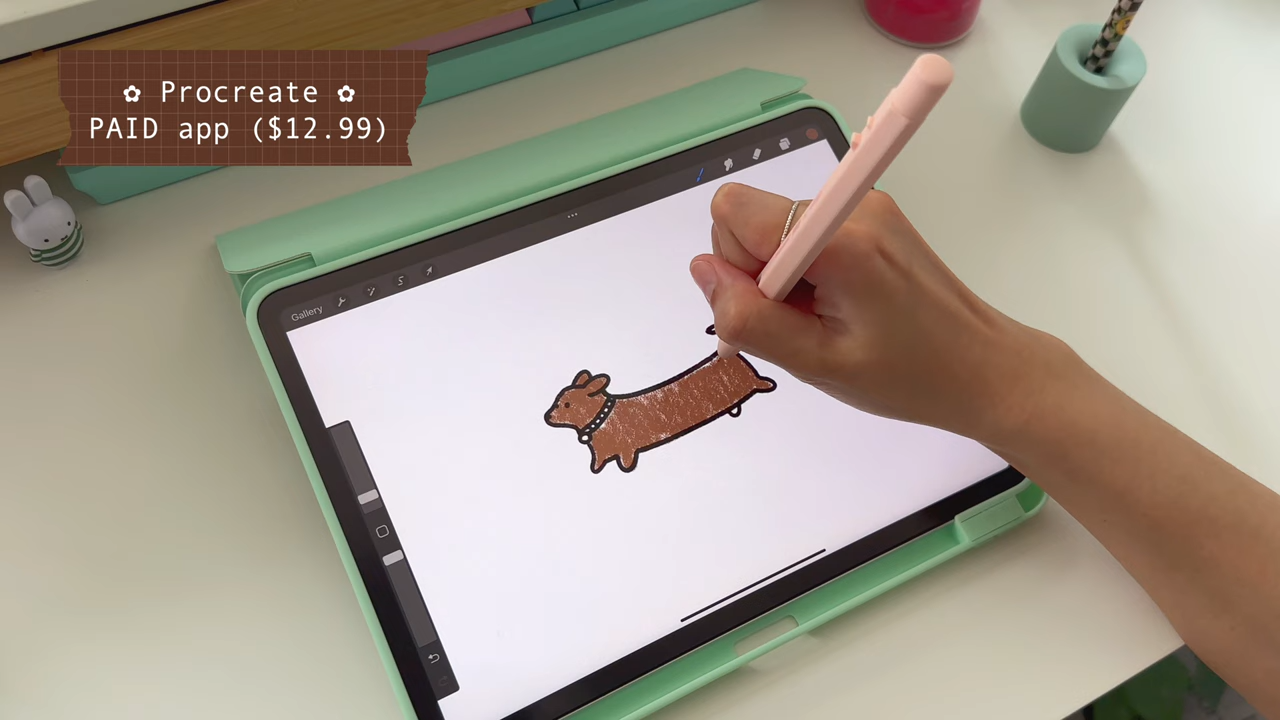 ✿ Procreate ✿
PAID app ($12.99)
Gallery